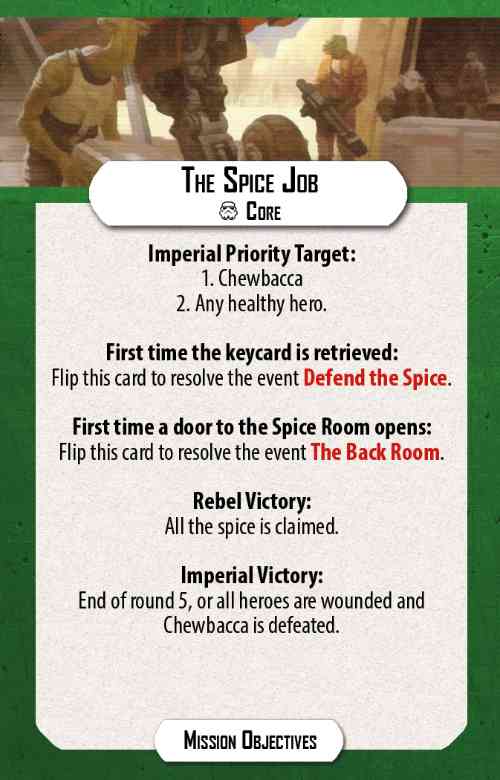 The Spice Job
Core
Imperial Priority Target:
1. Chewbacca
2. Any healthy hero.
First time the keycard is retrieved:
Flip this card to resolve the event Defend the Spice.
First time a door to the Spice Room opens:
Flip this card to resolve the event The Back Room.
Rebel Victory:
All the spice is claimed.
Imperial Victory:
End of round 5, or all heroes are wounded and
Chewbacca is defeated.
Mission Objectives